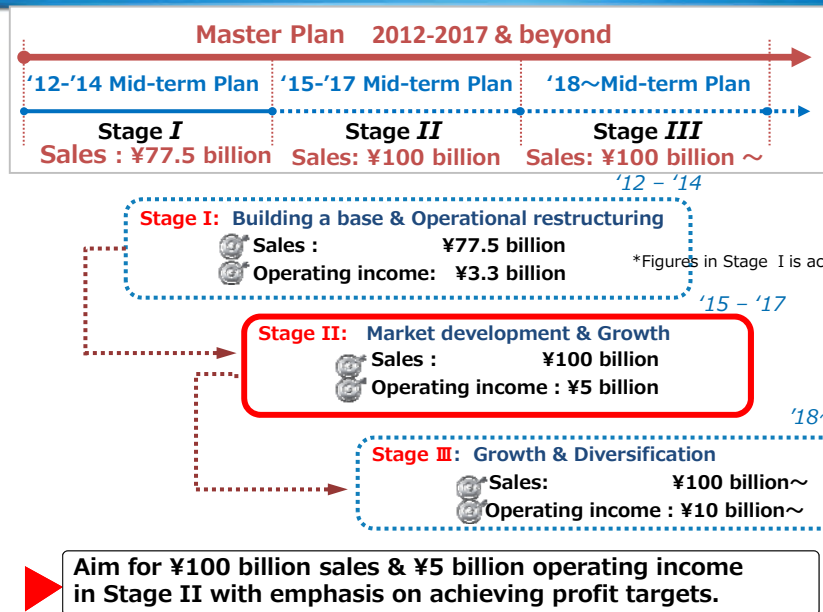 Master Plan 2012-2017 & beyond
‘12-’14 Mid-term Plan ‘15-’17 Mid-term Plan ‘18～Mid-term Plan
Stage I Stage II Stage III
Sales : ¥77.5 billion Sales: ¥100 billion Sales: ¥100 billion ～
‘12 – ‘14
Stage I: Building a base & Operational restructuring
Sales : ¥77.5 billion
Operating income: ¥3.3 billion
*Figures in Stage I is ac
‘15 – ‘17
Stage II: Market development & Growth
Sales : ¥100 billion
Operating income : ¥5 billion
’18~
Stage Ⅲ: Growth & Diversification
Sales: ¥100 billion～
Operating income : ¥10 billion～
Aim for ¥100 billion sales & ¥5 billion operating income
in Stage II with emphasis on achieving profit targets.